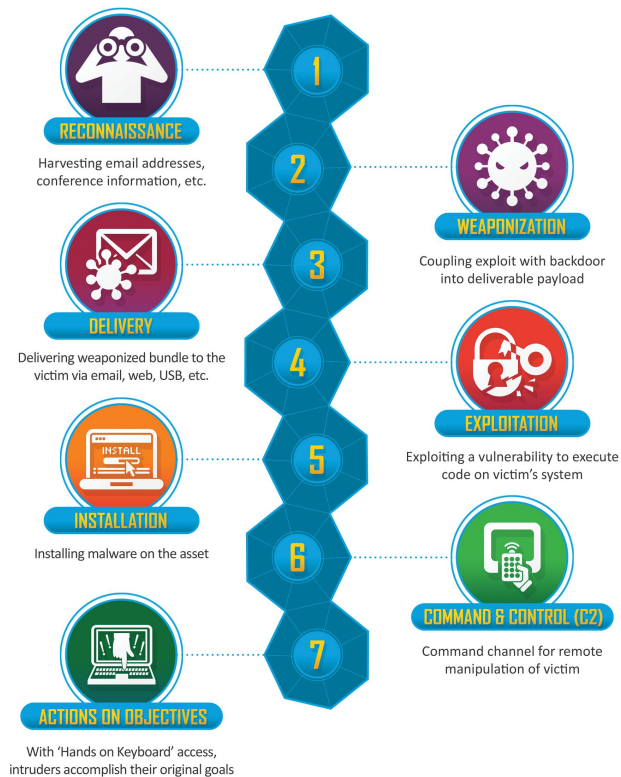 1
RECONNAISSANCE
Harvesting email addresses,
conference information, etc.
2
WEAPONIZATION
Coupling exploit with backdoor
into deliverable payload
3
DELIVERY
Delivering weaponized bundle to the
victim via email, web, USB, etc.
4
EXPLOITATION
Exploiting a vulnerability to execute
code on victim's system
5
INSTALL
INSTALLATION
Installing malware on the asset
6
COMMAND & CONTROL (C2)
Command channel for remote
manipulation of victim
7
ACTIONS ON OBJECTIVES
With 'Hands on Keyboard' access,
intruders accomplish their original goals